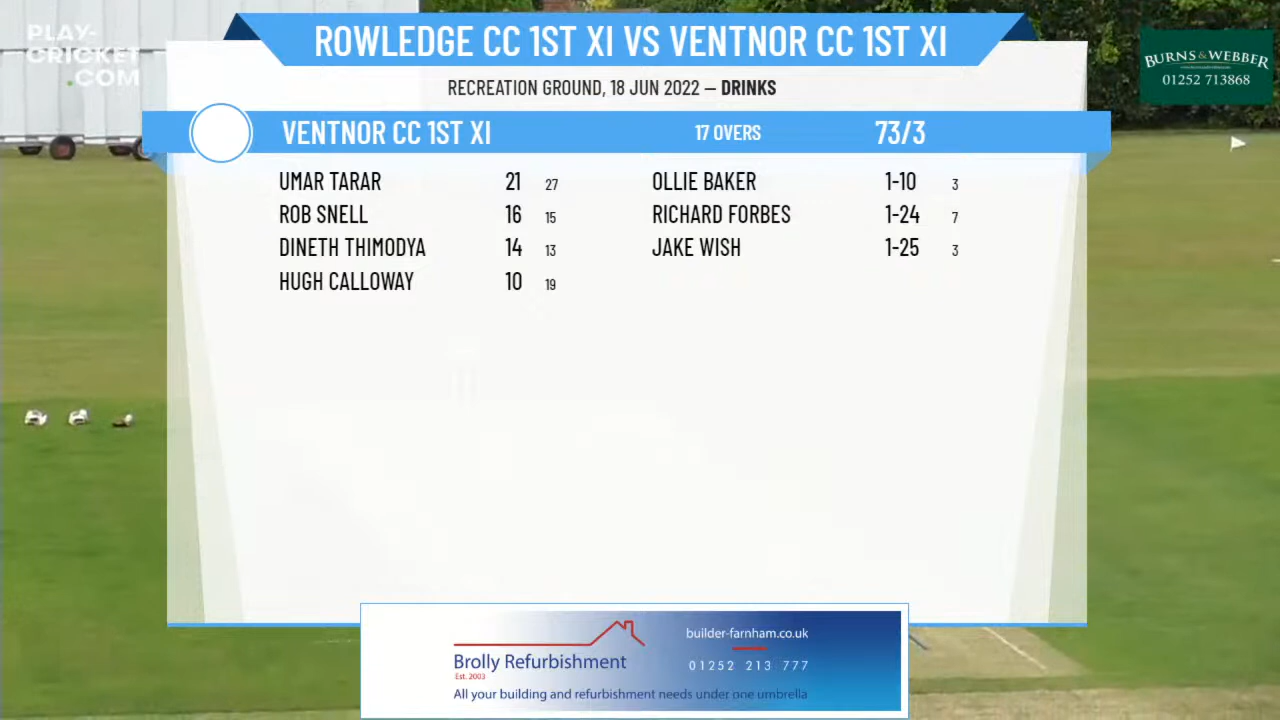 PLAY-
CRICKET
.COM
ROWLEDGE CC 1ST XI VS VENTNOR CC 1ST XI
BURNS & WEBBER
01252 713868
RECREATION GROUND, 18 JUN 2022 – DRINKS
VENTNOR CC 1ST XI 17 OVERS 73/3
UMAR TARAR 21 27 OLLIE BAKER 1-10 3
ROB SNELL 16 15 RICHARD FORBES 1-24 7
DINETH THIMODYA 14 13 JAKE WISH 1-25 3
HUGH CALLOWAY 10 19
builder-farnham.co.uk
Brolly Refurbishment
01252 213 777
Est. 2003
All your building and refurbishment needs under one umbrella